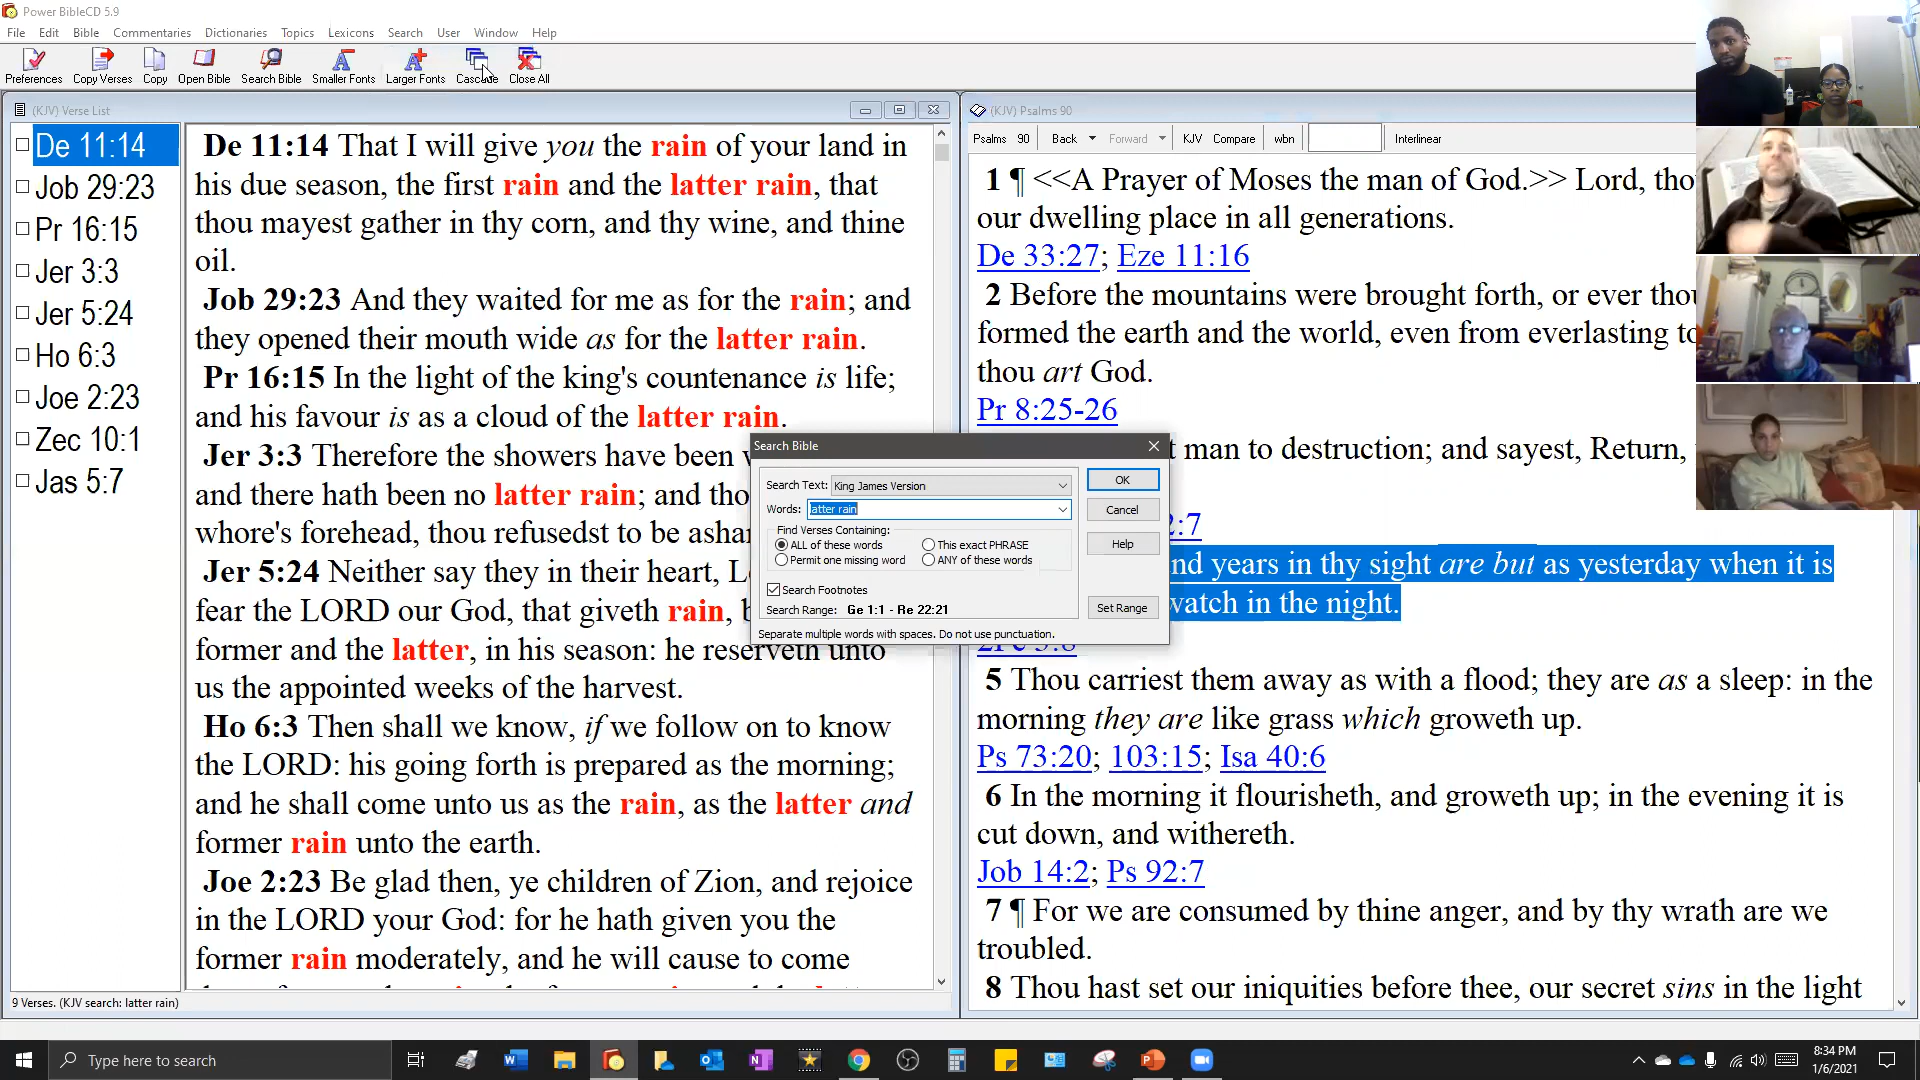 Power BibleCD 5.9
File Edit Bible Commentaries Dictionaries Topics Lexicons Search User Window Help
Preferences Copy Verses Copy Open Bible Search Bible Smaller Fonts Larger Fonts Cascade Close All
(KJV) Verse List
De 11:14
Job 29:23
Pr 16:15
Jer 3:3
Jer 5:24
Ho 6:3
Joe 2:23
Zec 10:1
Jas 5:7
De 11:14 That I will give you the rain of your land in
his due season, the first rain and the latter rain, that
thou mayest gather in thy corn, and thy wine, and thine
oil.
Job 29:23 And they waited for me as for the rain; and
they opened their mouth wide as for the latter rain.
Pr 16:15 In the light of the king's countenance is life;
and his favour is as a cloud of the latter rain.
Jer 3:3 Therefore the showers have been
and there hath been no latter rain; and
whore's forehead, thou refusedst to be
Jer 5:24 Neither say they in their heart,
fear the LORD our God, that giveth rain,
former and the latter, in his season: he reserveth unto
us the appointed weeks of the harvest.
Ho 6:3 Then shall we know, if we follow on to know
the LORD: his going forth is prepared as the morning;
and he shall come unto us as the rain, as the latter and
former rain unto the earth.
Joe 2:23 Be glad then, ye children of Zion, and rejoice
in the LORD your God: for he hath given you the
former rain moderately, and he will cause to come
9 Verses. (KJV search: latter rain)
Search Bible
Search Text: King James Version
OK
Words: latter rain
Cancel
Find Verses Containing:
ALL of these words This exact PHRASE
Help
Permit one missing word ANY of these words
Search Footnotes
Search Range: Ge 1:1 - Re 22:21
Set Range
Separate multiple words with spaces. Do not use punctuation.
(KJV) Psalms 90
Psalms 90 Back Forward KJV Compare wbn Interlinear
1 ¶ <<A Prayer of Moses the man of God.>> Lord,
our dwelling place in all generations.
De 33:27; Eze 11:16
2 Before the mountains were brought forth, or ever
formed the earth and the world, even from everlasting to
thou art God.
Pr 8:25-26
man to destruction; and sayest, Return,
:7
years in thy sight are but as yesterday when it is
watch in the night.
5 Thou carriest them away as with a flood; they are as a sleep: in the
morning they are like grass which groweth up.
Ps 73:20; 103:15; Isa 40:6
6 In the morning it flourisheth, and groweth up; in the evening it is
cut down, and withereth.
Job 14:2; Ps 92:7
7 ¶ For we are consumed by thine anger, and by thy wrath are we
troubled.
8 Thou hast set our iniquities before thee, our secret sins in the light
Type here to search
8:34 PM
1/6/2021